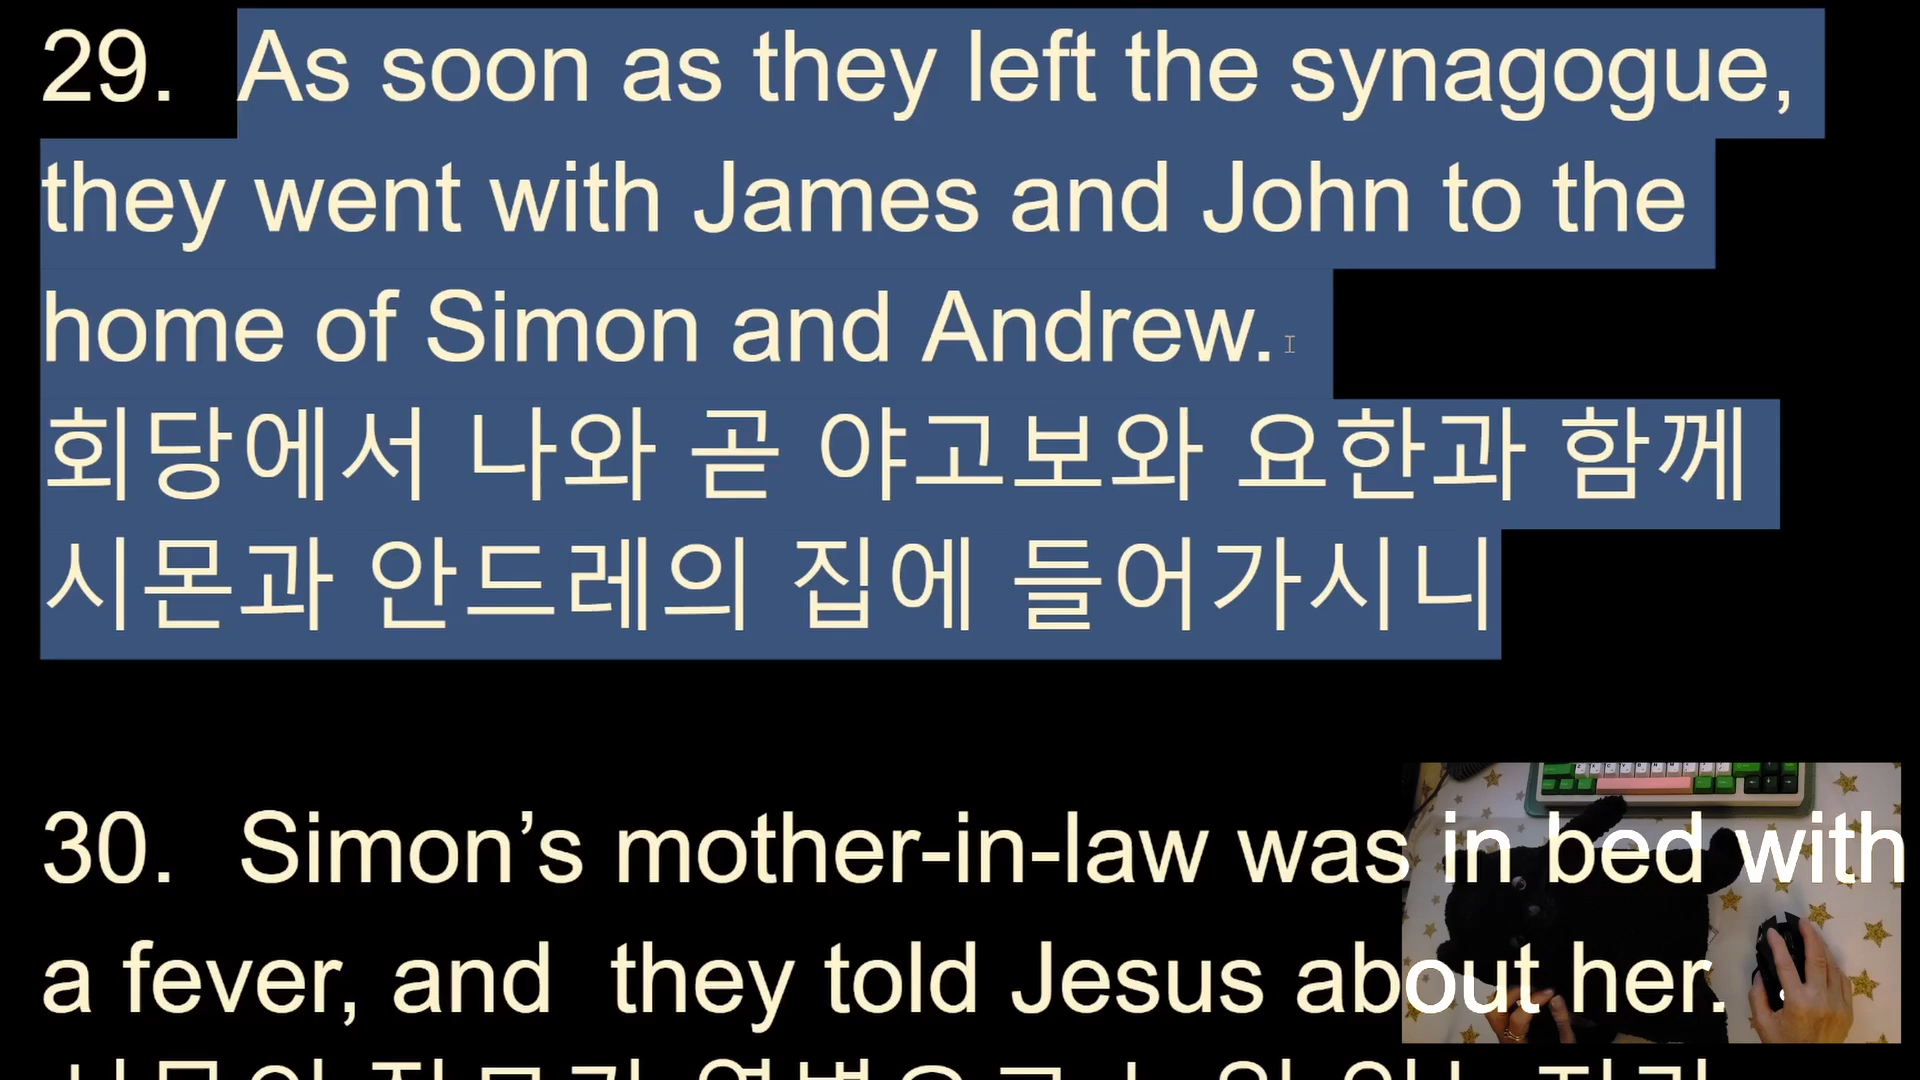 29. As soon as they left the synagogue,
they went with James and John to the
home of Simon and Andrew.
회당에서 나와 곧 야고보와 요한과 함께
시몬과 안드레의 집에 들어가시니
30. Simon’s mother-in-law was in bed with
a fever, and they told Jesus about her.